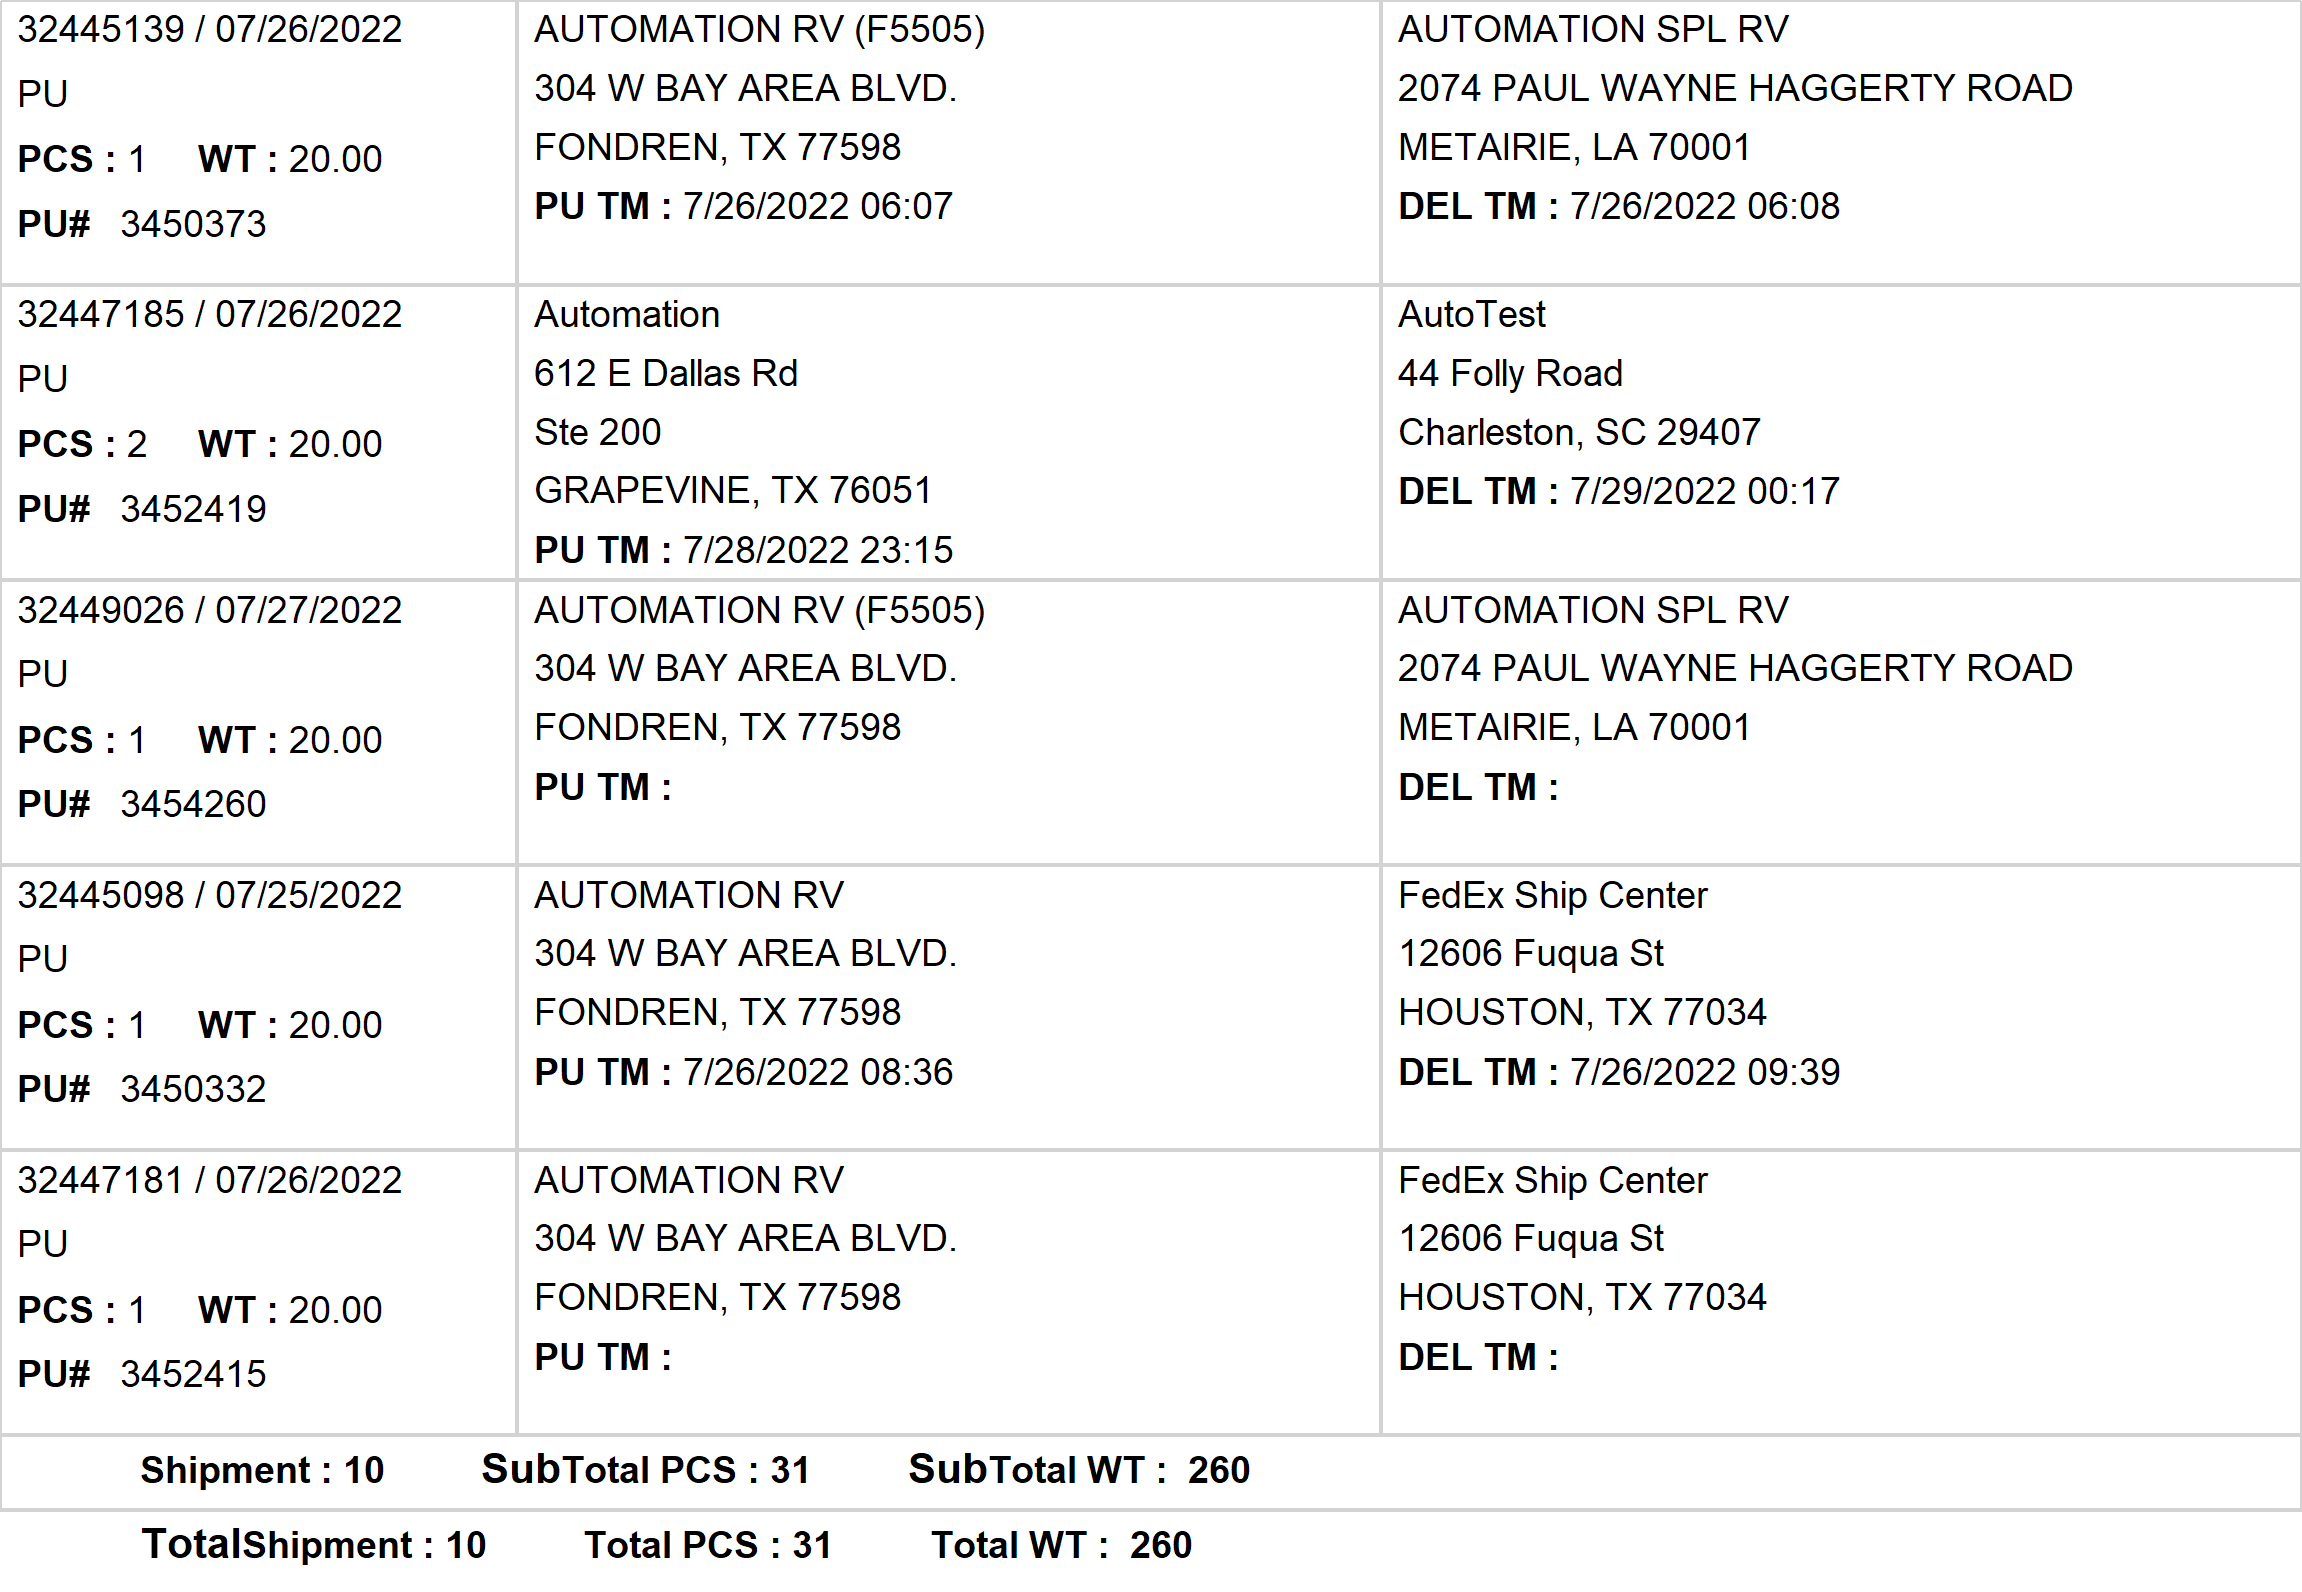 32445139 / 07/26/2022
PU
PCS : 1 WT : 20.00
PU# 3450373
AUTOMATION RV (F5505)
304 W BAY AREA BLVD.
FONDREN, TX 77598
PU TM : 7/26/2022 06:07
AUTOMATION SPL RV
2074 PAUL WAYNE HAGGERTY ROAD
METAIRIE, LA 70001
DEL TM : 7/26/2022 06:08
32447185 / 07/26/2022
PU
PCS : 2 WT : 20.00
PU# 3452419
Automation
612 E Dallas Rd
Ste 200
GRAPEVINE, TX 76051
PU TM : 7/28/2022 23:15
AutoTest
44 Folly Road
Charleston, SC 29407
DEL TM : 7/29/2022 00:17
32449026 / 07/27/2022
PU
PCS : 1 WT : 20.00
PU# 3454260
AUTOMATION RV (F5505)
304 W BAY AREA BLVD.
FONDREN, TX 77598
PU TM :
AUTOMATION SPL RV
2074 PAUL WAYNE HAGGERTY ROAD
METAIRIE, LA 70001
DEL TM :
32445098 / 07/25/2022
PU
PCS : 1 WT : 20.00
PU# 3450332
AUTOMATION RV
304 W BAY AREA BLVD.
FONDREN, TX 77598
PU TM : 7/26/2022 08:36
FedEx Ship Center
12606 Fuqua St
HOUSTON, TX 77034
DEL TM : 7/26/2022 09:39
32447181 / 07/26/2022
PU
PCS : 1 WT : 20.00
PU# 3452415
AUTOMATION RV
304 W BAY AREA BLVD.
FONDREN, TX 77598
PU TM :
FedEx Ship Center
12606 Fuqua St
HOUSTON, TX 77034
DEL TM :
Shipment : 10 SubTotal PCS : 31 SubTotal WT : 260
TotalShipment : 10 Total PCS : 31 Total WT : 260